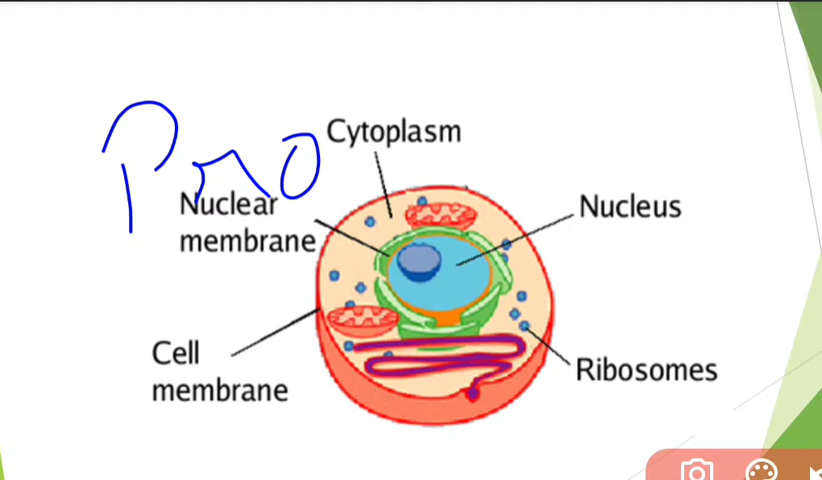 Pro
Cytoplasm
Nuclear
membrane
Nucleus
Cell
membrane
Ribosomes